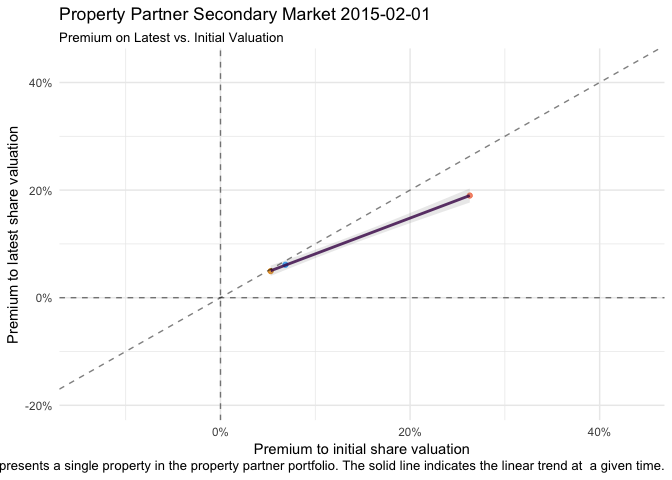 Property Partner Secondary Market 2015-02-01
Premium on Latest vs. Initial Valuation
40%
20%
0%
-20%
Premium to latest share valuation
0%
20%
40%
Premium to initial share valuation
presents a single property in the property partner portfolio. The solid line indicates the linear trend at  a given time.